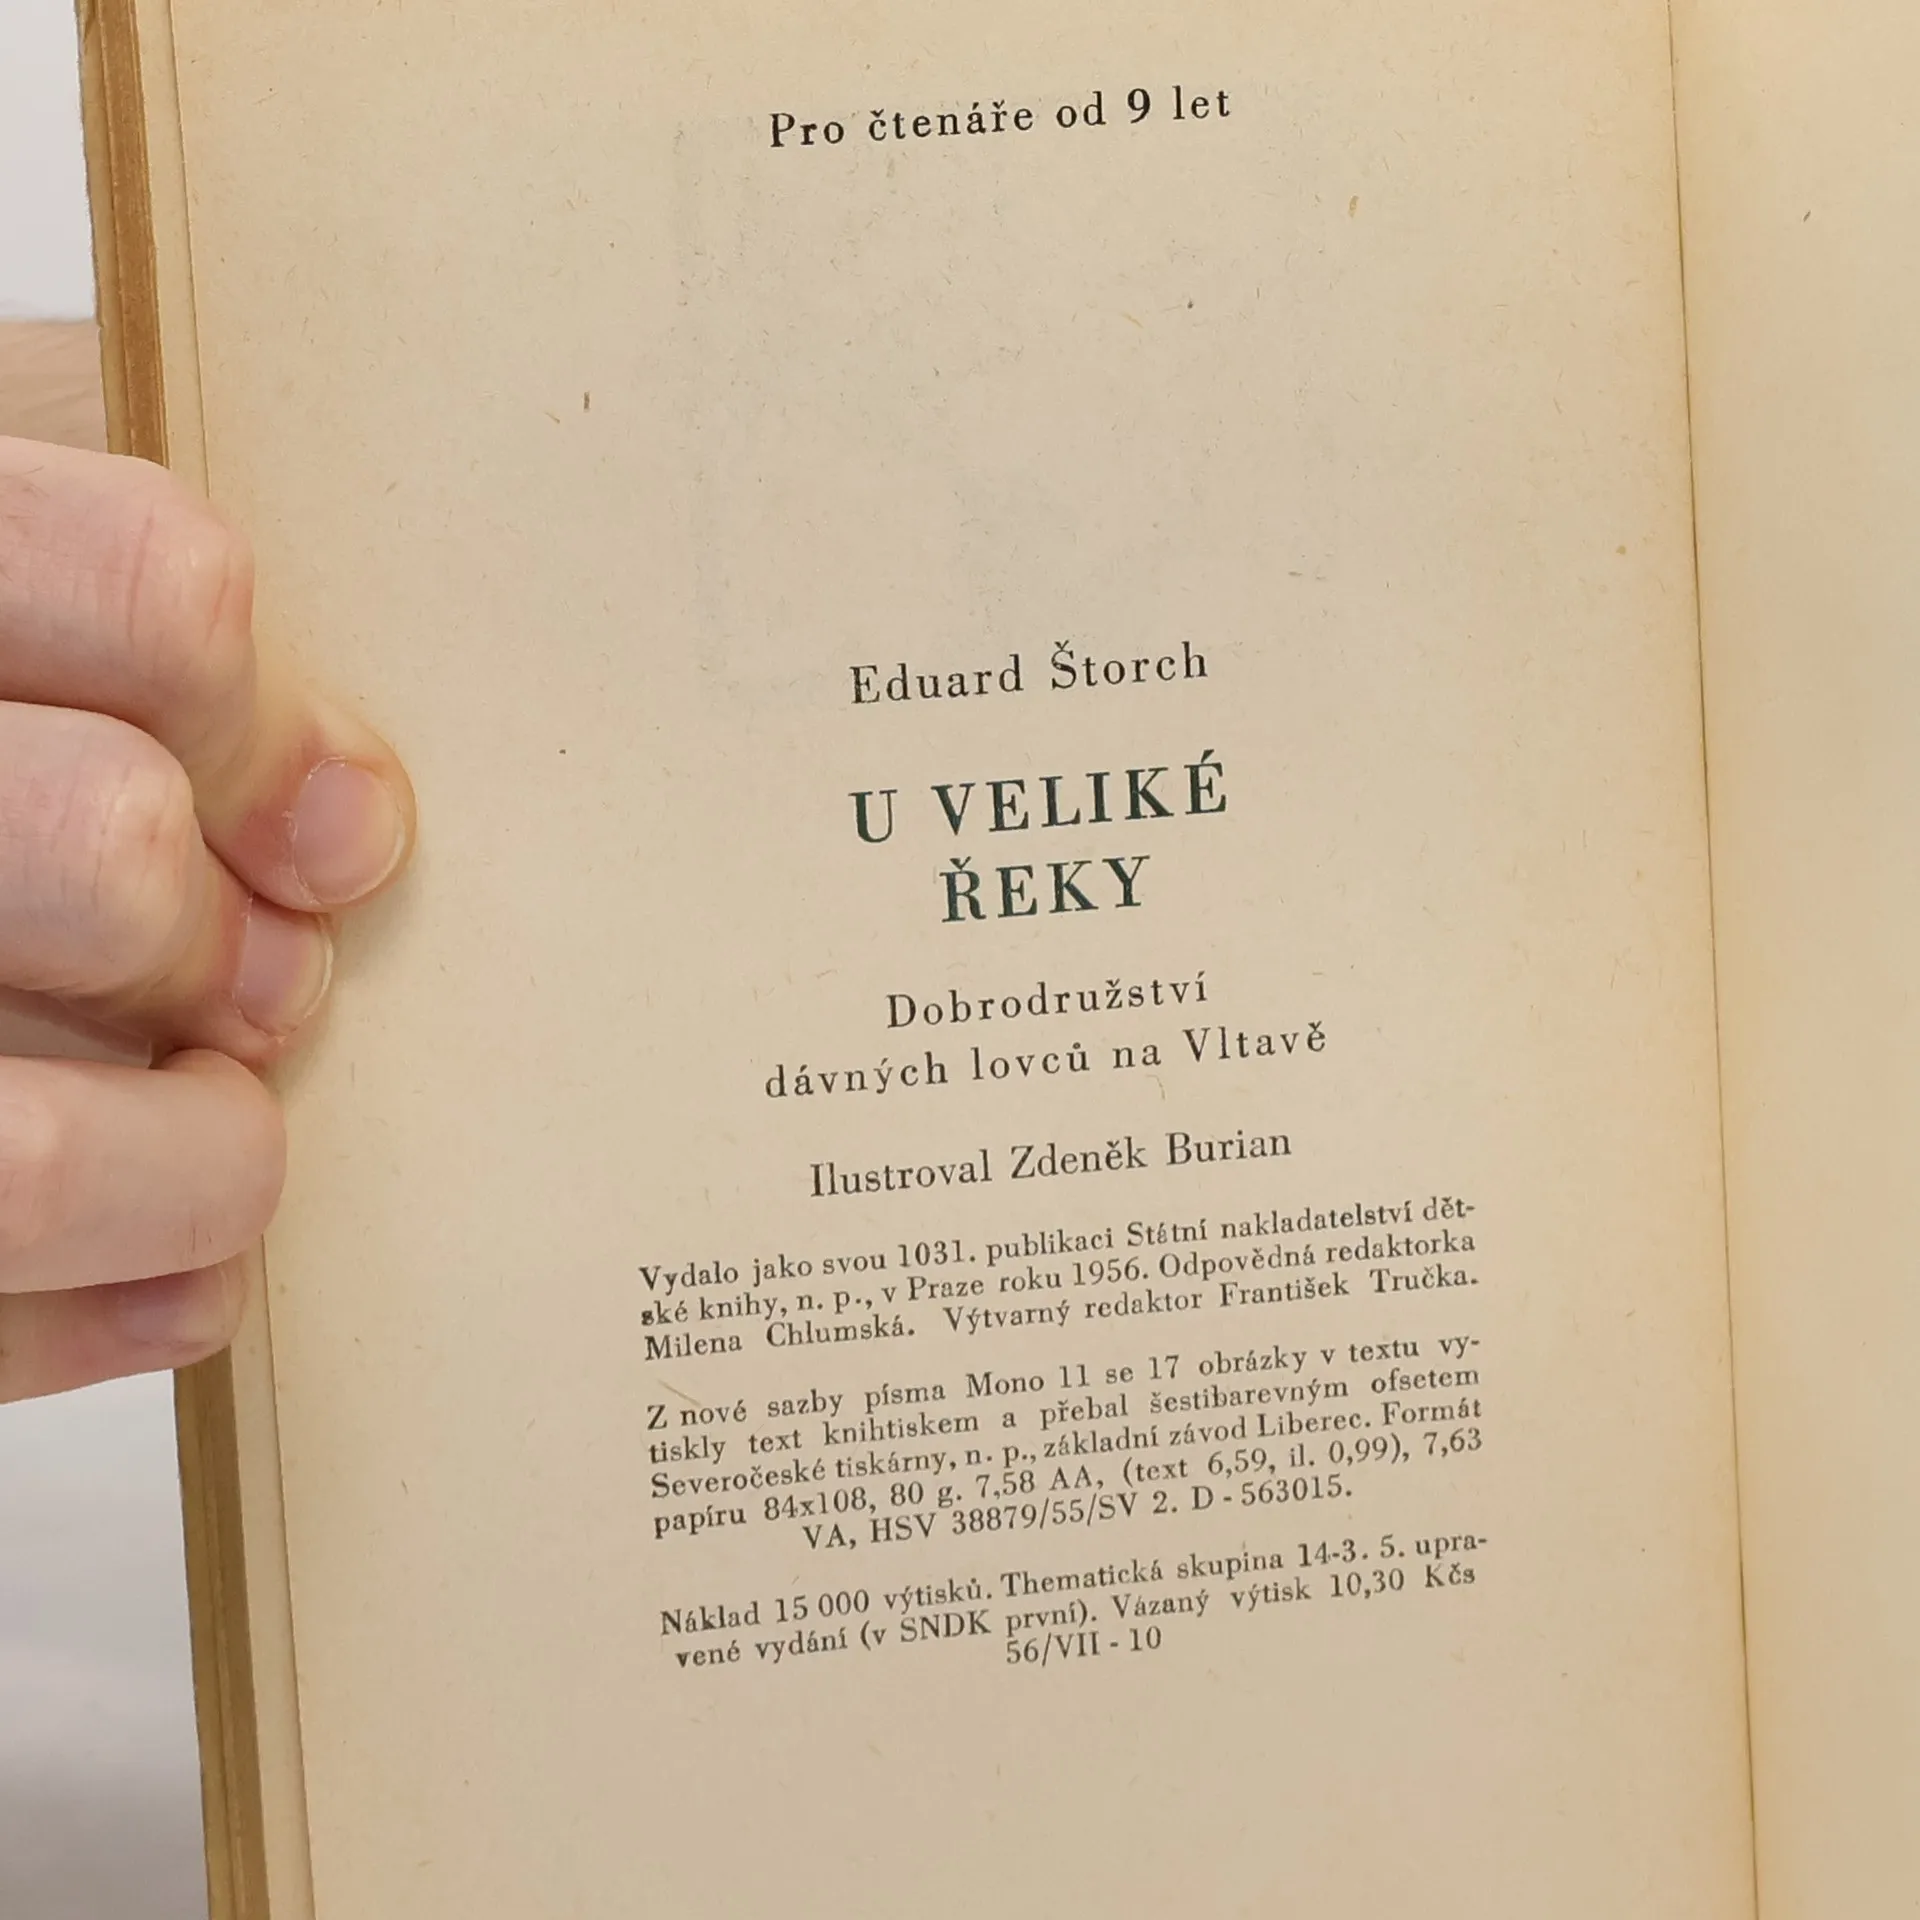 Pro čtenáře od 9 let
Eduard Štorch
U VELIKÉ
ŘEKY
Dobrodružství
dávných lovců na Vltavě
Ilustroval Zdeněk Burian
Vydalo jako svou 1031. publikaci Státní nakladatelství dět-
ské knihy, n. p., v Praze roku 1956. Odpovědná redaktorka
Milena Chlumská. Výtvarný redaktor František Tručka.
Z nové sazby písma Mono 11 se 17 obrázky v textu vy-
tiskly text knihtiskem a přebal šestibarevným ofsetem
Severočeské tiskárny, n. p., základní závod Liberec. Formát
papíru 84x108, 80 g. 7,58 AA, (text 6,59, il. 0,99), 7,63
VA, HSV 38879/55/SV 2. D - 563015.
Náklad 15 000 výtisků. Thematická skupina 14-3. 5. upra-
vené vydání (v SNDK první). Vázaný výtisk 10,30 Kčs
56/VII - 10